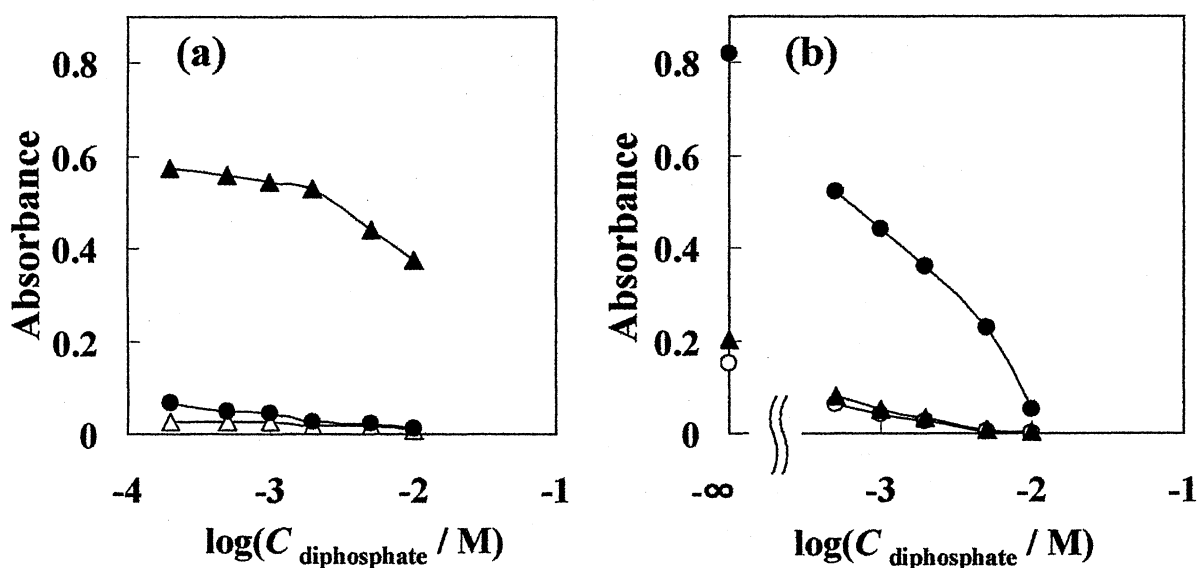 (a)
0.8
0.6
0.4
0.2
0
Absorbance
-4 -3 -2 -1
log(C diphosphate / M)
(b)
0.8
0.6
0.4
0.2
0
Absorbance
-∞ -3 -2 -1
log(C diphosphate / M)